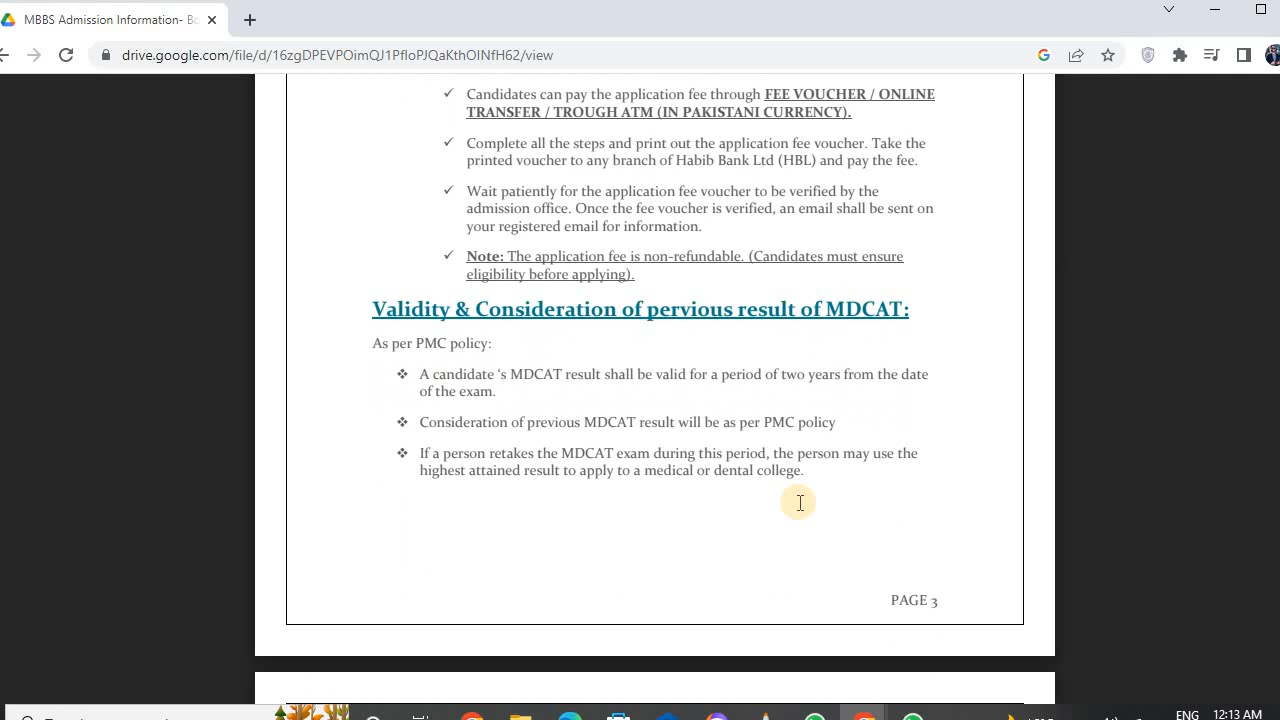 MBBS Admission Information- Bo
drive.google.com/file/d/16zgDPEVPOimQJ1PfloPJQaKthOINfH62/view
✓ Candidates can pay the application fee through FEE VOUCHER / ONLINE
TRANSFER / TROUGH ATM (IN PAKISTANI CURRENCY).
✓ Complete all the steps and print out the application fee voucher. Take the
printed voucher to any branch of Habib Bank Ltd (HBL) and pay the fee.
✓ Wait patiently for the application fee voucher to be verified by the
admission office. Once the fee voucher is verified, an email shall be sent on
your registered email for information.
✓ Note: The application fee is non-refundable. (Candidates must ensure
eligibility before applying).
Validity & Consideration of pervious result of MDCAT:
As per PMC policy:
❖ A candidate ‘s MDCAT result shall be valid for a period of two years from the date
of the exam.
❖ Consideration of previous MDCAT result will be as per PMC policy
❖ If a person retakes the MDCAT exam during this period, the person may use the
highest attained result to apply to a medical or dental college.
PAGE 3
ENG 12:13 AM